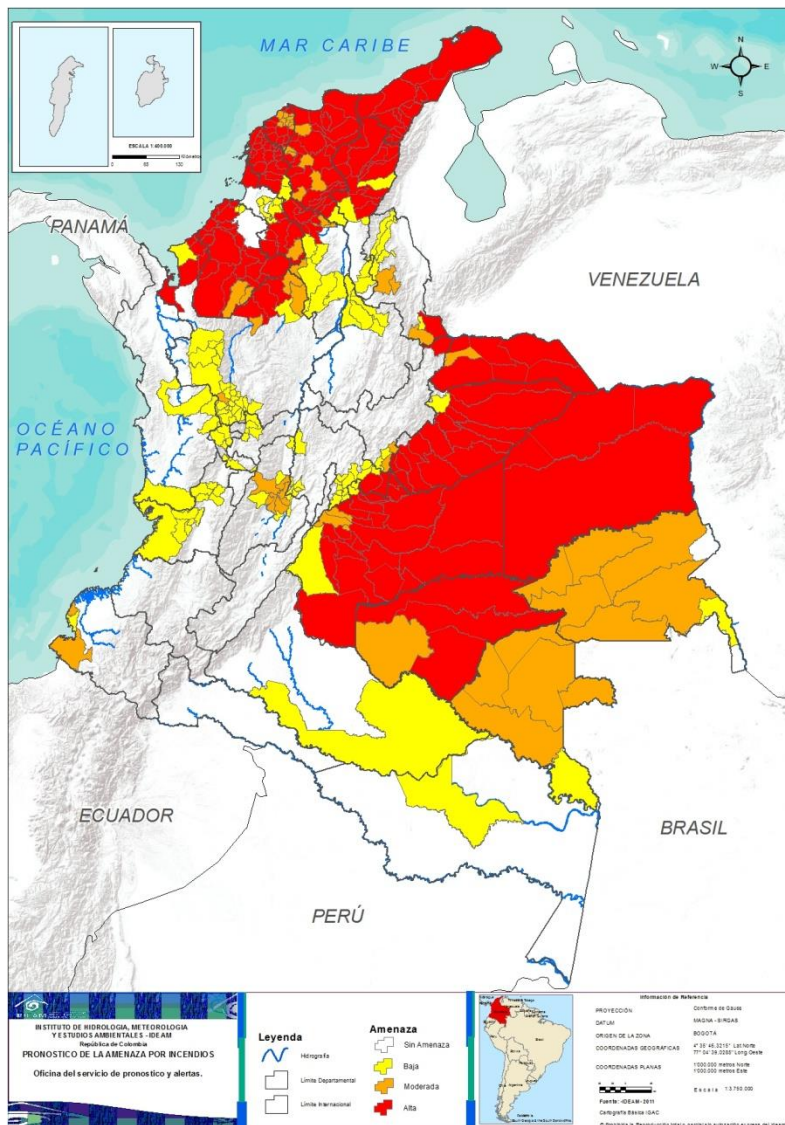 MAR CARIBE
N
W E
S
ESCALA 1:400.000
PANAMÁ
VENEZUELA
OCÉANO
PACÍFICO
ECUADOR
BRASIL
PERÚ
INSTITUTO DE HIDROLOGIA, METEOROLOGIA
Y ESTUDIOS AMBIENTALES - IDEAM
República de Colombia
PRONOSTICO DE LA AMENAZA POR INCENDIOS
Oficina del servicio de pronostico y alertas.
Leyenda
Hidrografia
Limite Departamental
Limite Internacional
Amenaza
Sin Amenaza
Baja
Moderada
Alta
Información de Referencia
PROYECCIÓN Conforme de Gauss
DATUM MAGNA - SIRGAS
ORIGEN DE LA ZONA BOGOTÁ
COORDENADAS GEOGRÁFICAS
COORDENADAS PLANAS 1'000.000 metros Norte
1'000.000 metros Este
Escala 1:3.750.000
Fuente: -IDEAM - 2011
Cartografía Básica IGAC